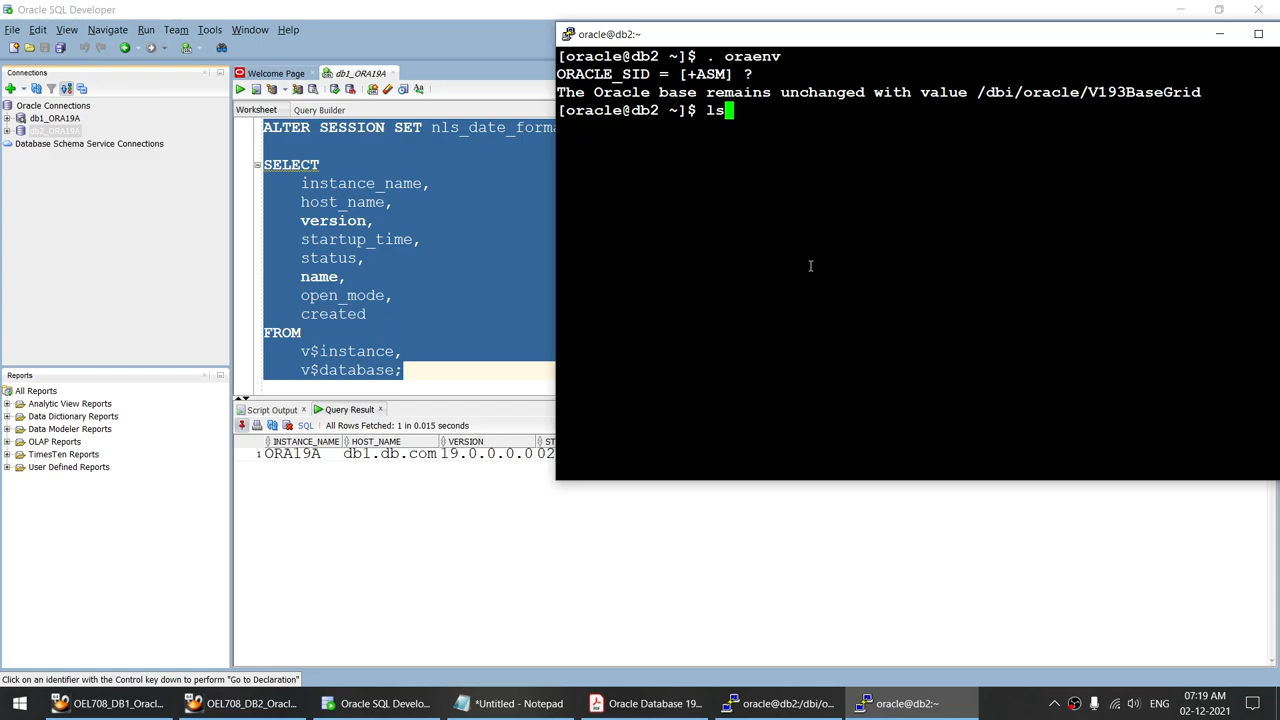 Oracle SQL Developer
File Edit View Navigate Run Team Tools Window Help
Connections
Oracle Connections
db1_ORA19A
db2_ORA19A
Database Schema Service Connections
Reports
All Reports
Analytic View Reports
Data Dictionary Reports
Data Modeler Reports
OLAP Reports
TimesTen Reports
User Defined Reports
Welcome Page
db1_ORA19A
Worksheet Query Builder
ALTER SESSION SET nls_date_forma
SELECT
instance_name,
host_name,
version,
startup_time,
status,
name,
open_mode,
created
FROM
v$instance,
v$database;
Script Output × Query Result ×
SQL All Rows Fetched: 1 in 0.015 seconds
INSTANCE_NAME HOST_NAME VERSION ST
1 ORA19A db1.db.com 19.0.0.0.0 02
oracle@db2:~
[oracle@db2 ~]$ . oraenv
ORACLE_SID = [+ASM] ?
The Oracle base remains unchanged with value /dbi/oracle/V193BaseGrid
[oracle@db2 ~]$ ls
Click on an identifier with the Control key down to perform "Go to Declaration"
OEL708_DB1_Oracl... OEL708_DB2_Oracl... Oracle SQL Develo... *Untitled - Notepad Oracle Database 19... oracle@db2:/dbi/o... oracle@db2:~
ENG
07:19 AM
02-12-2021